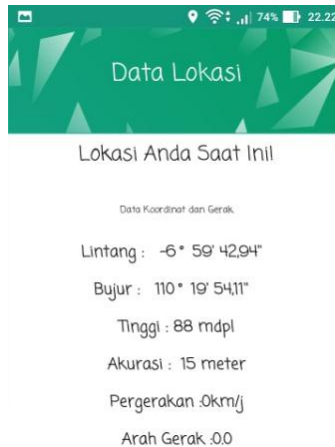 74% 22.22
Data Lokasi
Lokasi Anda Saat Ini!
Data Koordinat dan Gerak.
Lintang : -6° 59' 42,94"
Bujur : 110° 19' 54,11"
Tinggi : 88 mdpl
Akurasi : 15 meter
Pergerakan :0km/j
Arah Gerak :0.0